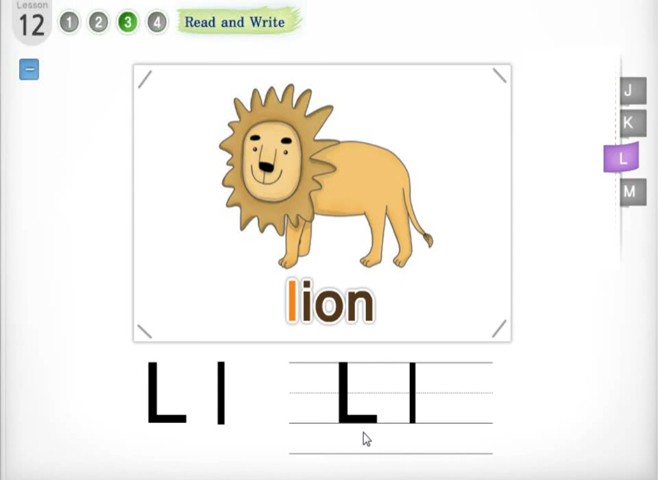 Lesson
12
1 2 3 4 Read and Write
J
K
L
M
lion
L l L l